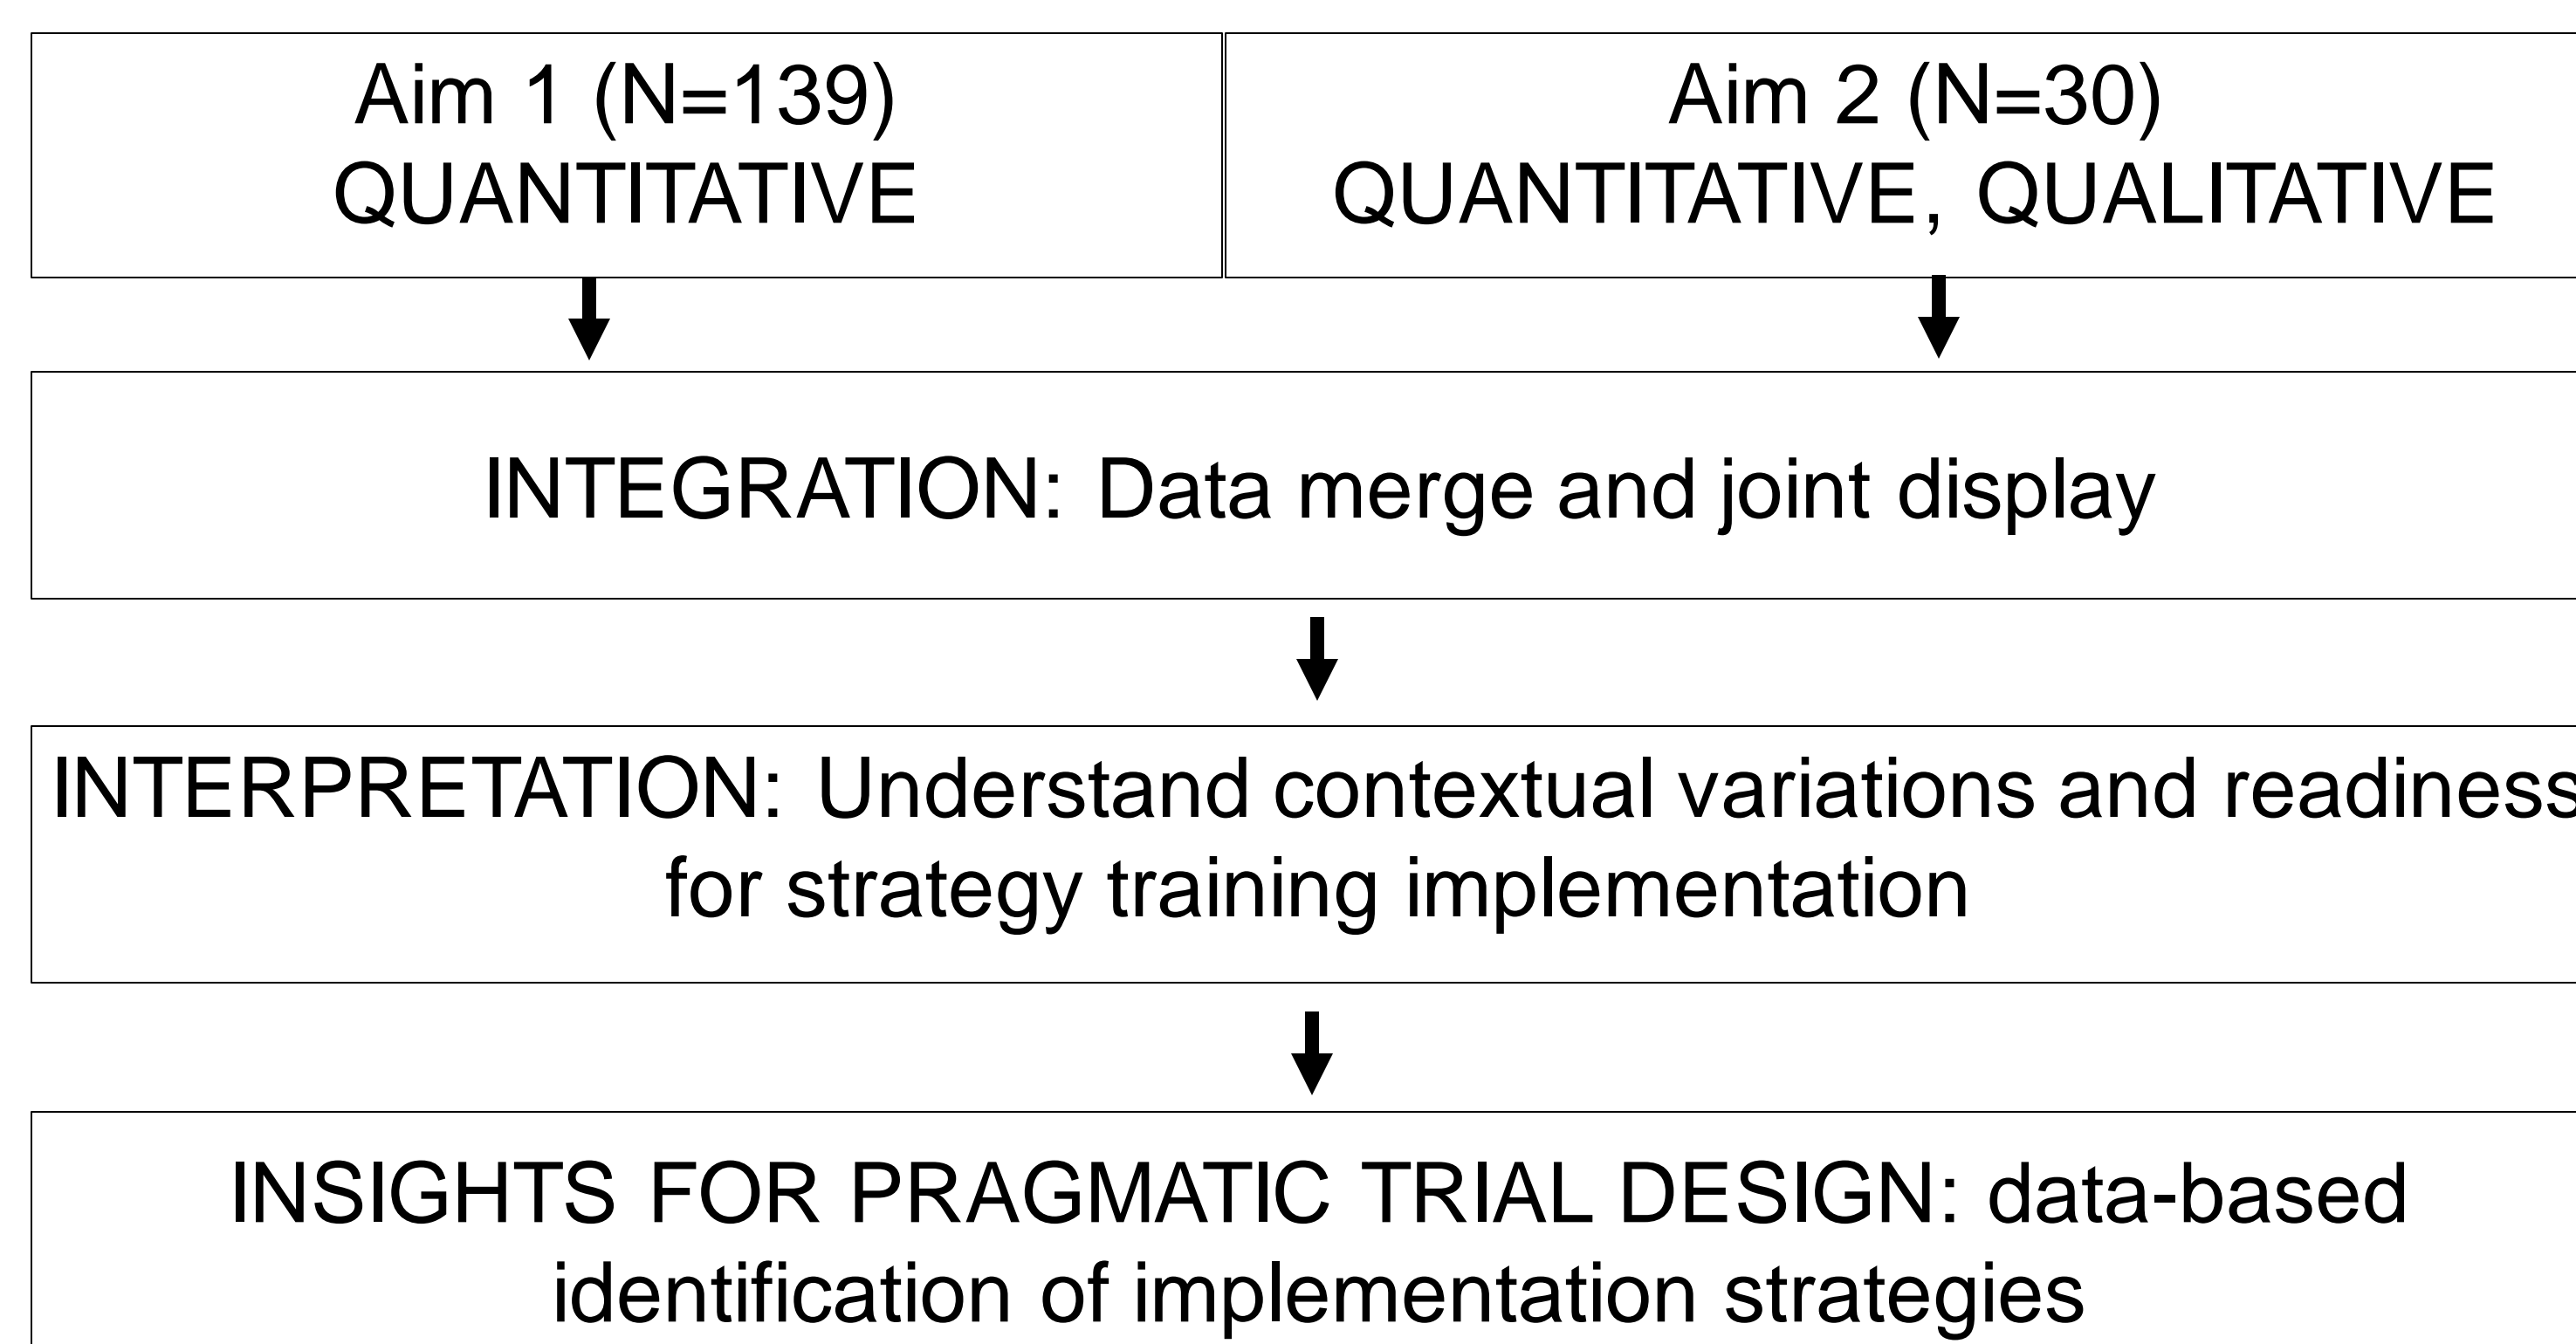 Aim 1 (N=139)
QUANTITATIVE
Aim 2 (N=30)
QUANTITATIVE, QUALITATIVE
INTEGRATION: Data merge and joint display
INTERPRETATION: Understand contextual variations and readiness
for strategy training implementation
INSIGHTS FOR PRAGMATIC TRIAL DESIGN: data-based
identification of implementation strategies